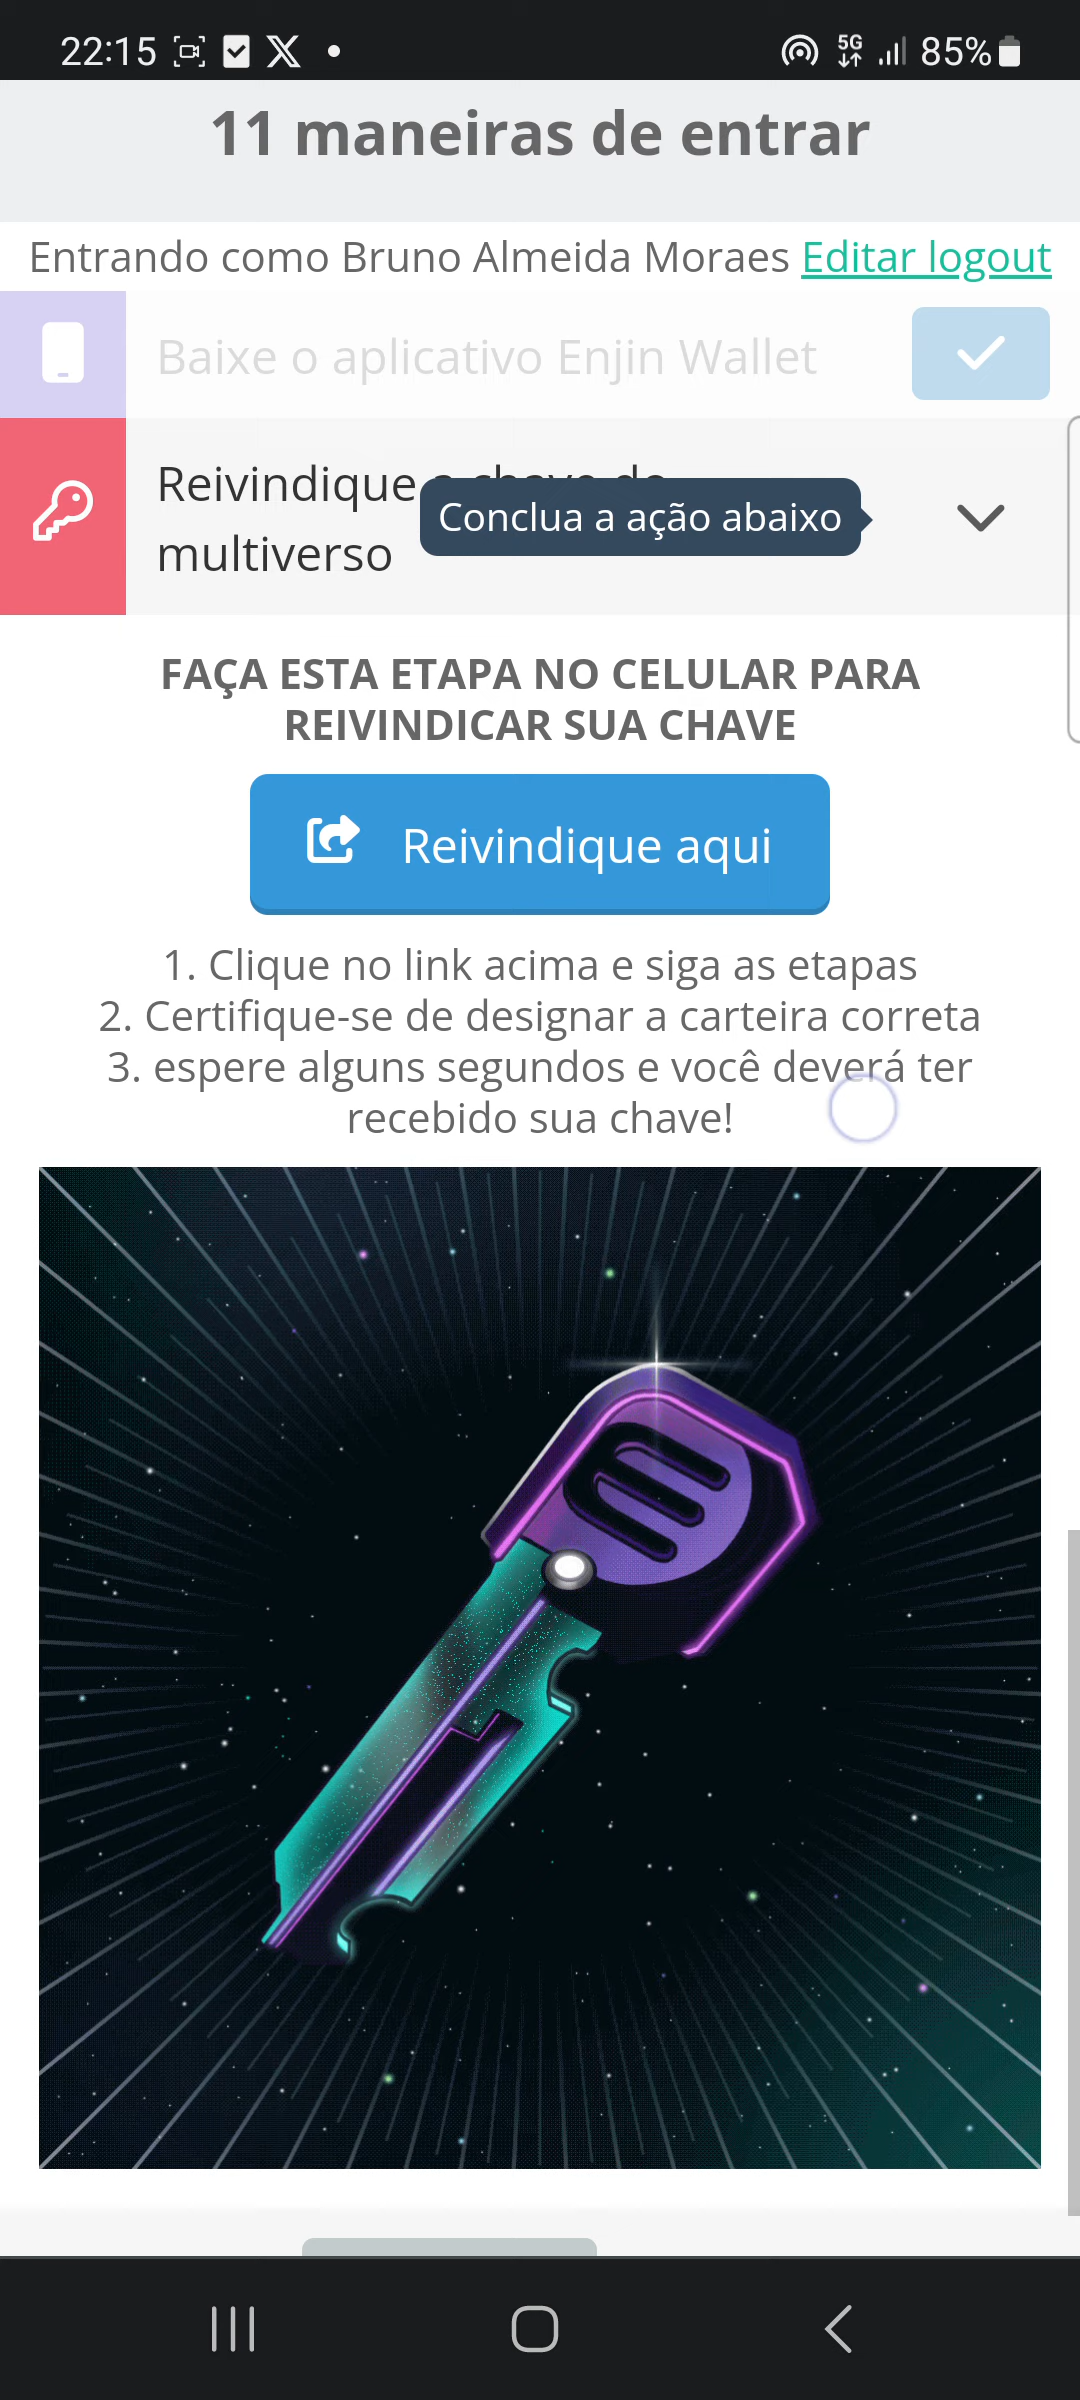 22:15
5G
85%
11 maneiras de entrar
Entrando como Bruno Almeida Moraes Editar logout
Baixe o aplicativo Enjin Wallet
Reivindique a chave do
Conclua a ação abaixo
multiverso
FAÇA ESTA ETAPA NO CELULAR PARA
REIVINDICAR SUA CHAVE
Reivindique aqui
1. Clique no link acima e siga as etapas
2. Certifique-se de designar a carteira correta
3. espere alguns segundos e você deverá ter
recebido sua chave!